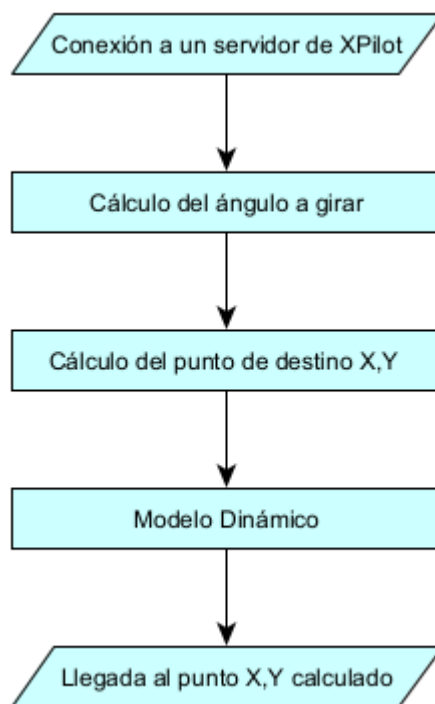 Conexión a un servidor de XPilot
Cálculo del ángulo a girar
Cálculo del punto de destino X,Y
Modelo Dinámico
Llegada al punto X,Y calculado